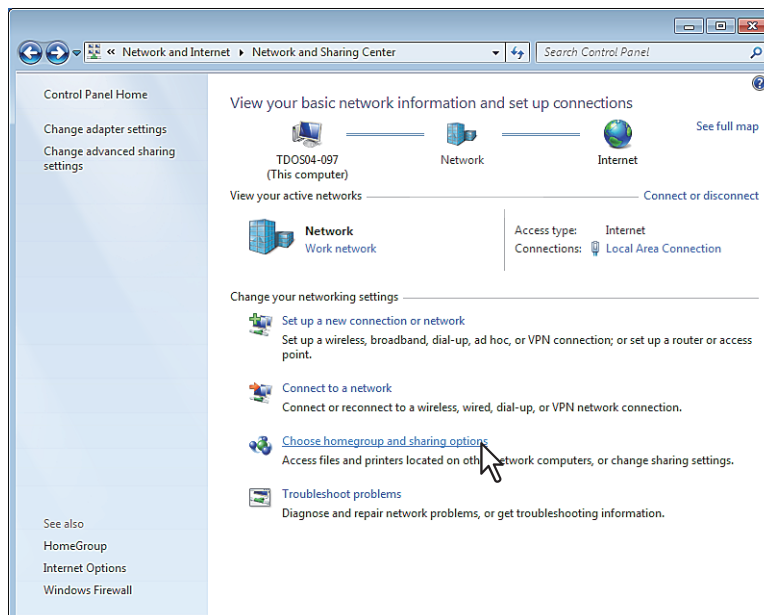 « Network and Internet ▸ Network and Sharing Center
Search Control Panel
Control Panel Home
Change adapter settings
Change advanced sharing
settings
View your basic network information and set up connections
See full map
TDOS04-097
(This computer)
Network
Internet
View your active networks
Connect or disconnect
Network
Work network
Access type: Internet
Connections: Local Area Connection
Change your networking settings
Set up a new connection or network
Set up a wireless, broadband, dial-up, ad hoc, or VPN connection; or set up a router or access
point.
Connect to a network
Connect or reconnect to a wireless, wired, dial-up, or VPN network connection.
Choose homegroup and sharing options
Access files and printers located on other network computers, or change sharing settings.
Troubleshoot problems
Diagnose and repair network problems, or get troubleshooting information.
See also
HomeGroup
Internet Options
Windows Firewall